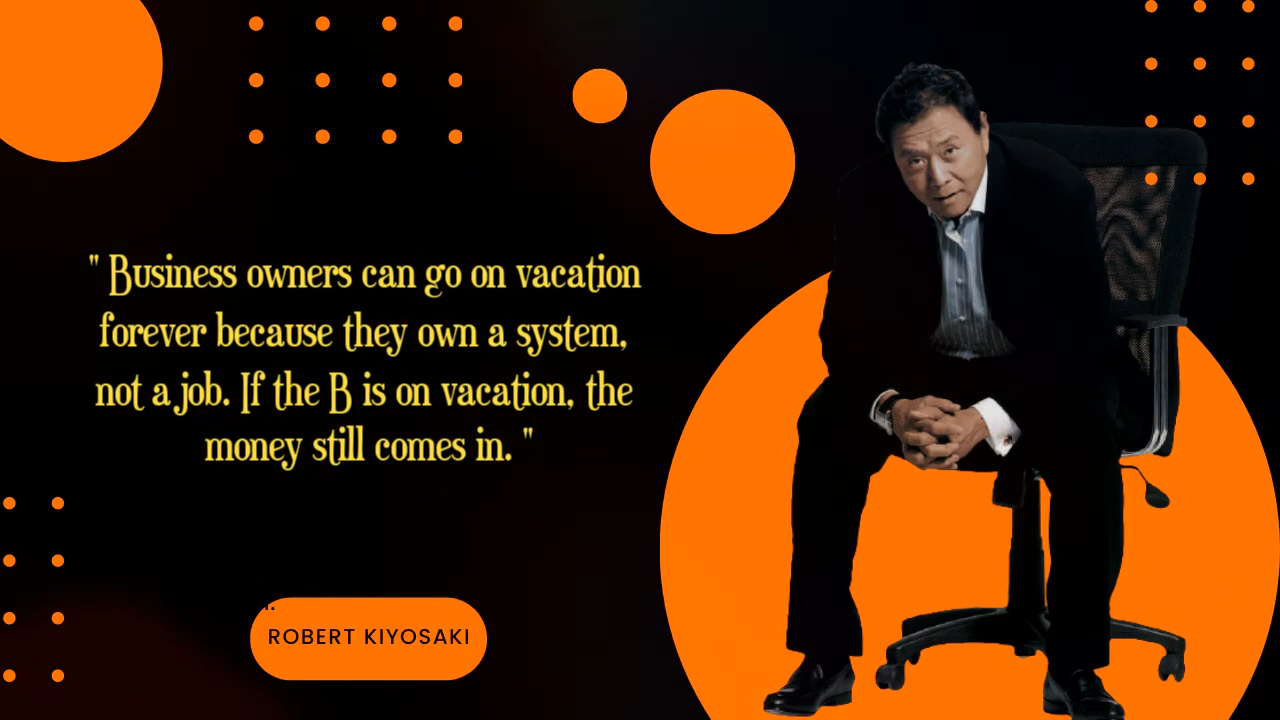 " Business owners can go on vacation
forever because they own a system,
not a job. If the B is on vacation, the
money still comes in. "
ROBERT KIYOSAKI